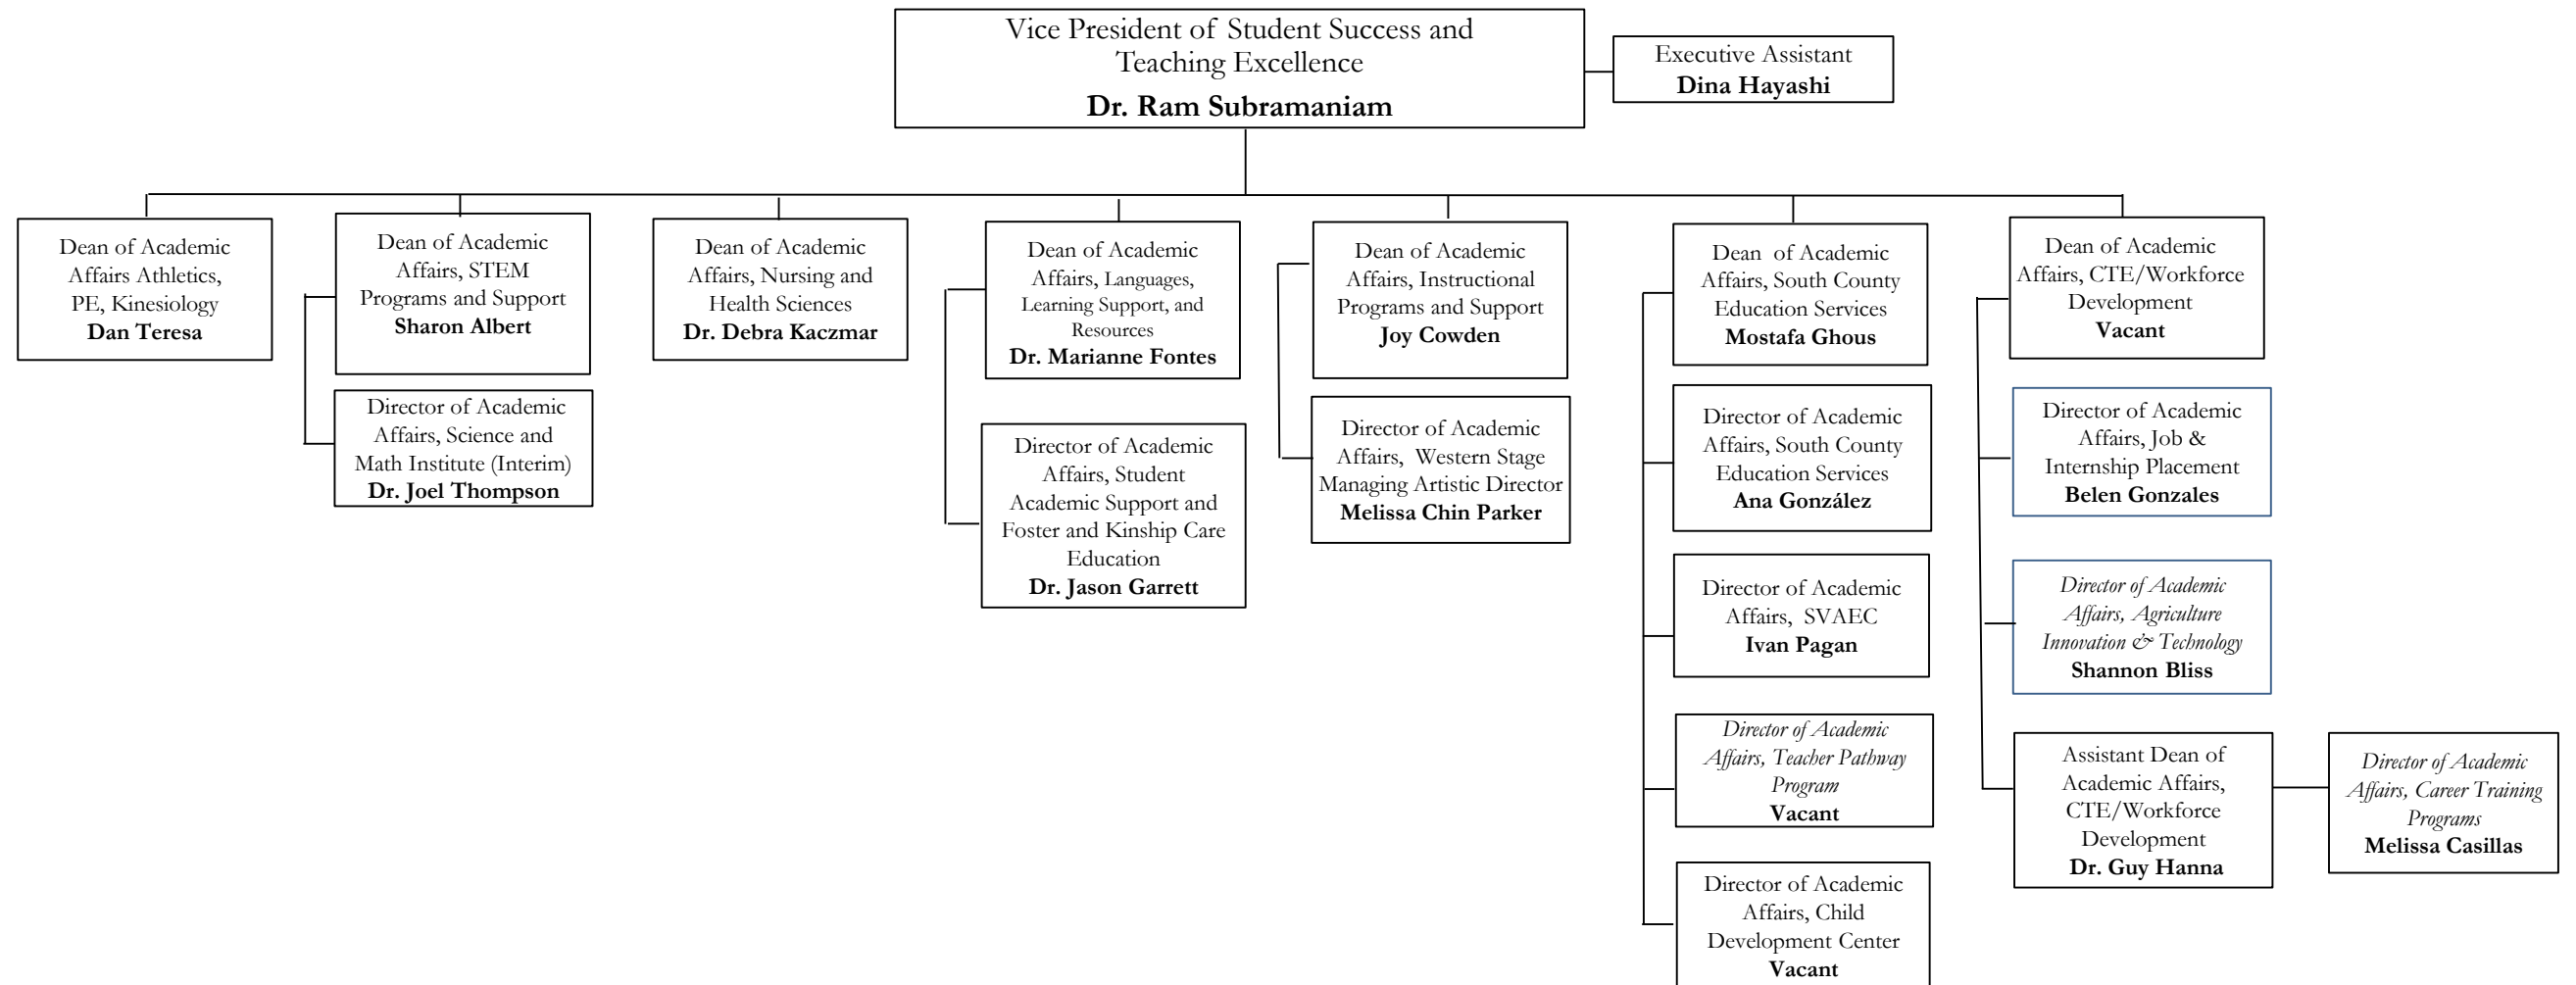 Vice President of Student Success and
Teaching Excellence
Dr. Ram Subramaniam
Executive Assistant
Dina Hayashi
Dean of Academic
Affairs Athletics,
PE, Kinesiology
Dan Teresa
Dean of Academic
Affairs, STEM
Programs and Support
Sharon Albert
Director of Academic
Affairs, Science and
Math Institute (Interim)
Dr. Joel Thompson
Dean of Academic
Affairs, Nursing and
Health Sciences
Dr. Debra Kaczmar
Dean of Academic
Affairs, Languages,
Learning Support, and
Resources
Dr. Marianne Fontes
Director of Academic
Affairs, Student
Academic Support and
Foster and Kinship Care
Education
Dr. Jason Garrett
Dean of Academic
Affairs, Instructional
Programs and Support
Joy Cowden
Director of Academic
Affairs, Western Stage
Managing Artistic Director
Melissa Chin Parker
Dean of Academic
Affairs, South County
Education Services
Mostafa Ghous
Director of Academic
Affairs, South County
Education Services
Ana González
Director of Academic
Affairs, SVAEC
Ivan Pagan
Director of Academic
Affairs, Teacher Pathway
Program
Vacant
Director of Academic
Affairs, Child
Development Center
Vacant
Dean of Academic
Affairs, CTE/Workforce
Development
Vacant
Director of Academic
Affairs, Job &
Internship Placement
Belen Gonzales
Director of Academic
Affairs, Agriculture
Innovation & Technology
Shannon Bliss
Assistant Dean of
Academic Affairs,
CTE/Workforce
Development
Dr. Guy Hanna
Director of Academic
Affairs, Career Training
Programs
Melissa Casillas